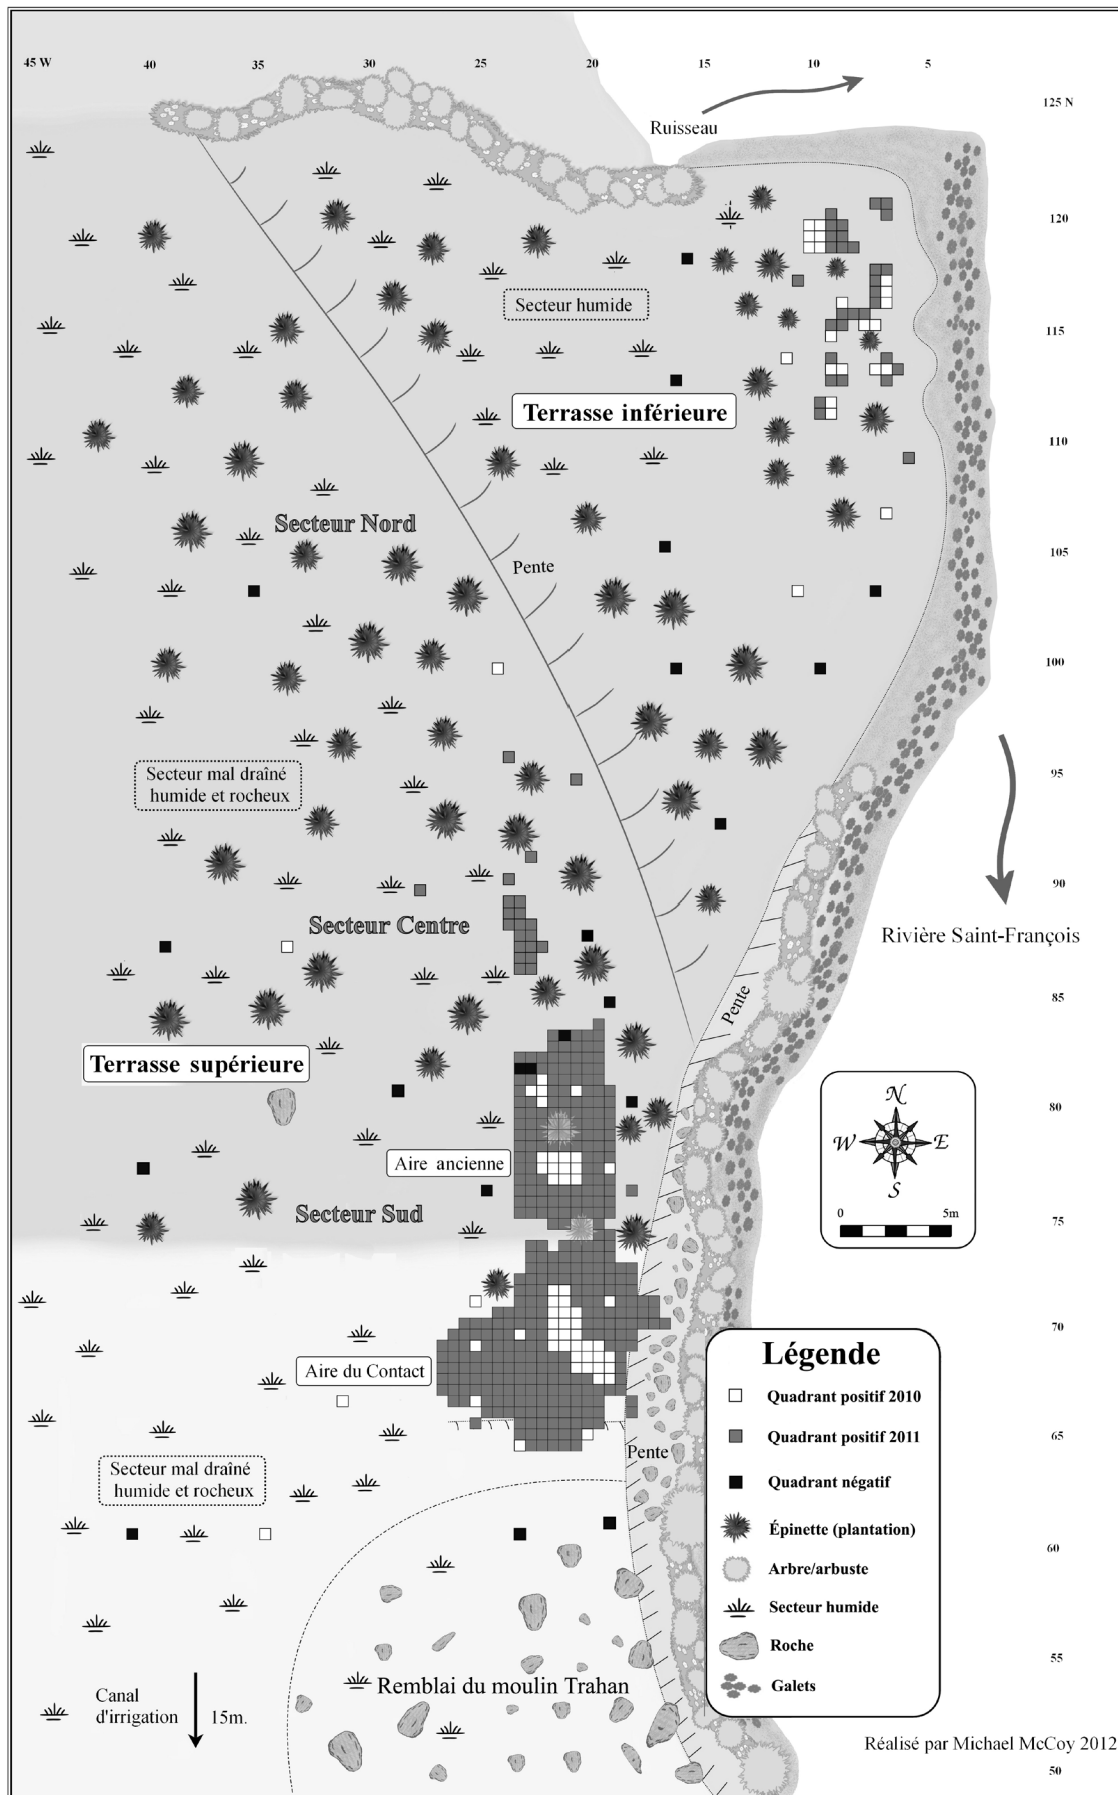 45 W 40 35 30 25 20 15 10 5
125 N
Ruisseau
120
Secteur humide
115
Terrasse inférieure
110
Secteur Nord
105
Pente
100
95
Secteur mal draîné
humide et rocheux
90
Secteur Centre
Rivière Saint-François
85
Pente
Terrasse supérieure
80
N
W E
S
Aire ancienne
0 5m
Secteur Sud
75
70
Légende
Aire du Contact
Quadrant positif 2010
Quadrant positif 2011
65
Pente
Secteur mal draîné
humide et rocheux
Quadrant négatif
Épinette (plantation)
60
Arbre/arbuste
Secteur humide
Roche
55
Remblai du moulin Trahan
Galets
Canal
d'irrigation
15m.
Réalisé par Michael McCoy 2012
50